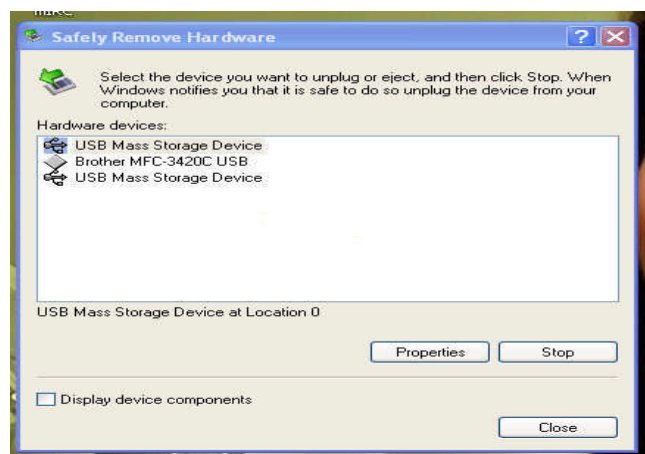 mIRC
Safely Remove Hardware
Select the device you want to unplug or eject, and then click Stop. When
Windows notifies you that it is safe to do so unplug the device from your
computer.
Hardware devices:
USB Mass Storage Device
Brother MFC-3420C USB
USB Mass Storage Device
USB Mass Storage Device at Location 0
Properties
Stop
Display device components
Close